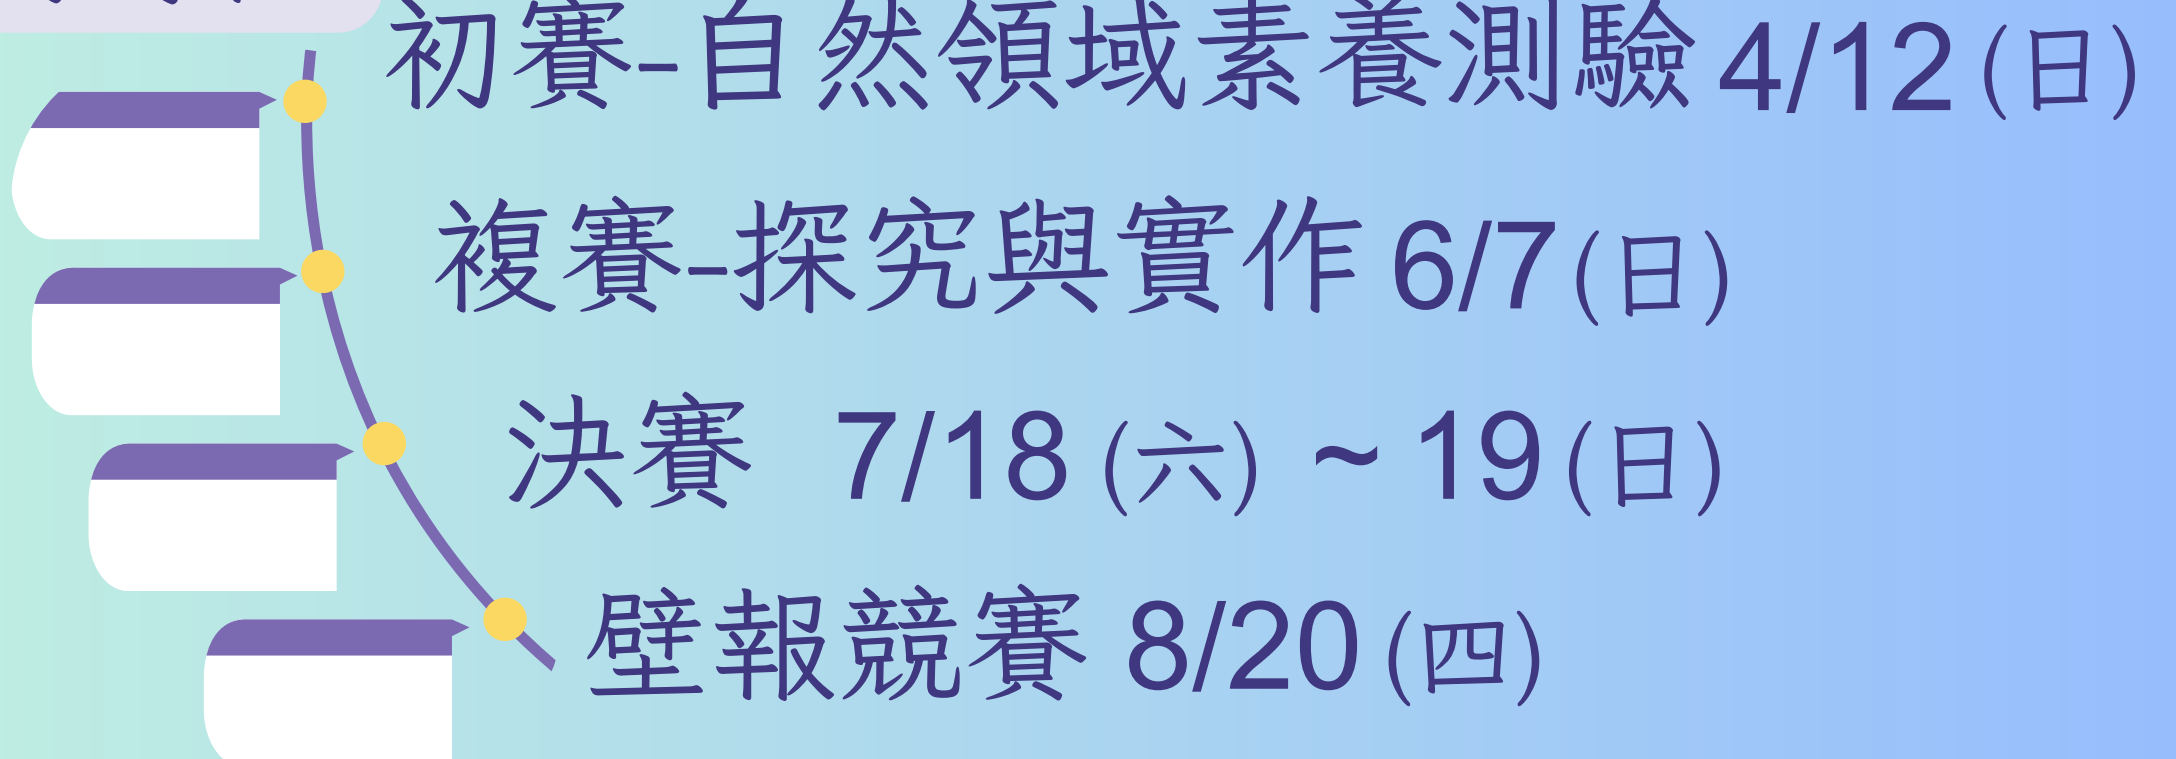 初賽-自然領域素養測驗 4/12 (日)
複賽-探究與實作 6/7 (日)
決賽 7/18 (六) ~ 19 (日)
壁報競賽 8/20 (四)